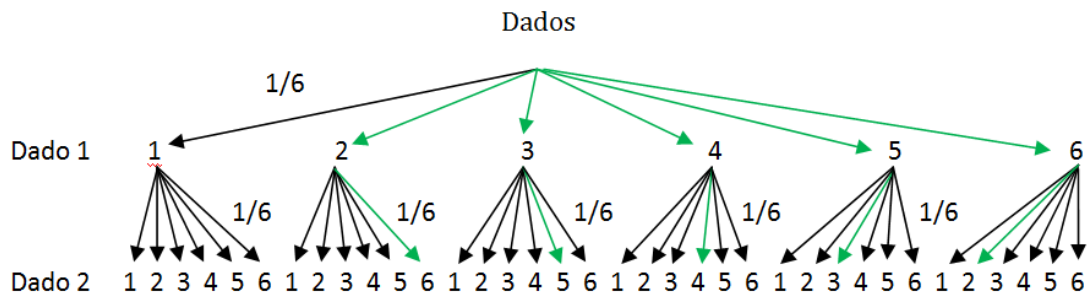 Dados
1/6
Dado 1 1 2 3 4 5 6
1/6 1/6 1/6 1/6 1/6
Dado 2 1 2 3 4 5 6 1 2 3 4 5 6 1 2 3 4 5 6 1 2 3 4 5 6 1 2 3 4 5 6 1 2 3 4 5 6